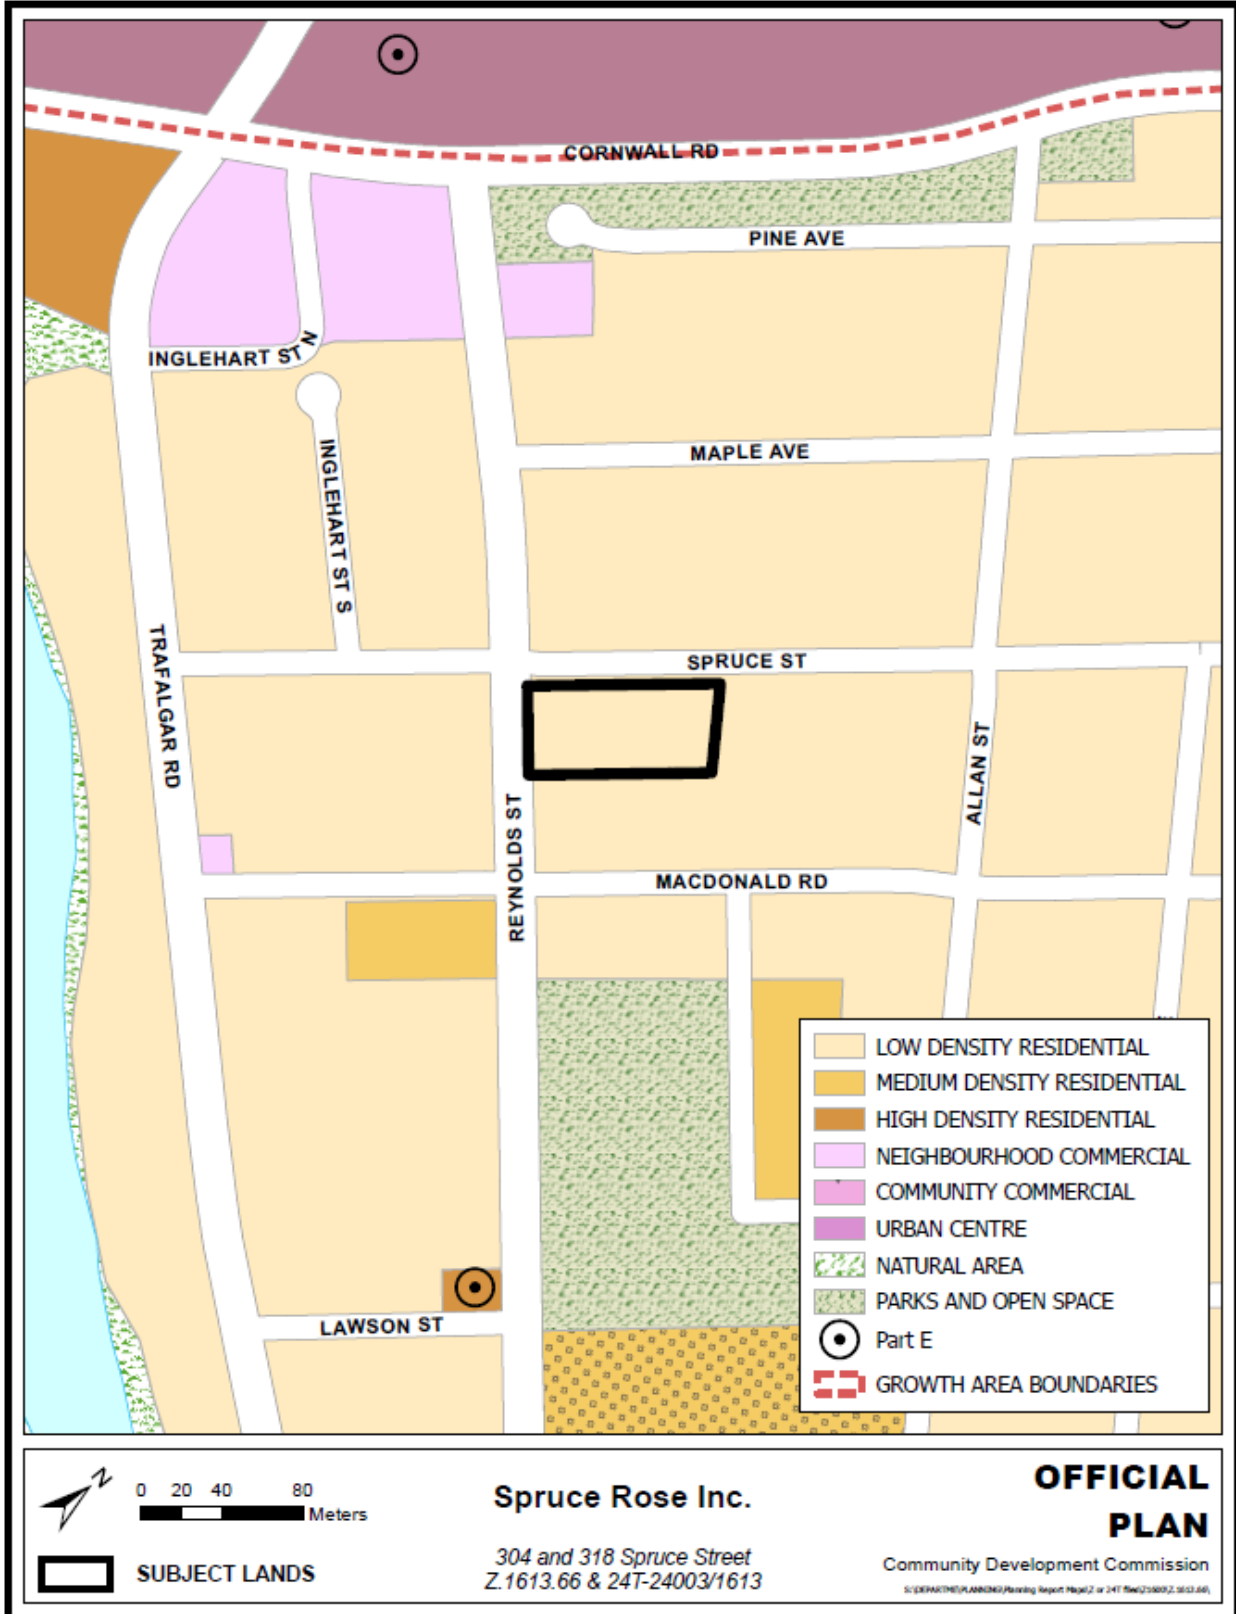 CORNWALL RD
PINE AVE
INGLEHART ST N
MAPLE AVE
INGLEHART ST S
SPRUCE ST
TRAFALGAR RD
ALLAN ST
REYNOLDS ST
MACDONALD RD
LAWSON ST
LOW DENSITY RESIDENTIAL
MEDIUM DENSITY RESIDENTIAL
HIGH DENSITY RESIDENTIAL
NEIGHBOURHOOD COMMERCIAL
COMMUNITY COMMERCIAL
URBAN CENTRE
NATURAL AREA
PARKS AND OPEN SPACE
Part E
GROWTH AREA BOUNDARIES
N
0 20 40 80
Meters
SUBJECT LANDS
Spruce Rose Inc.
304 and 318 Spruce Street
Z.1613.66 & 24T-24003/1613
OFFICIAL
PLAN
Community Development Commission